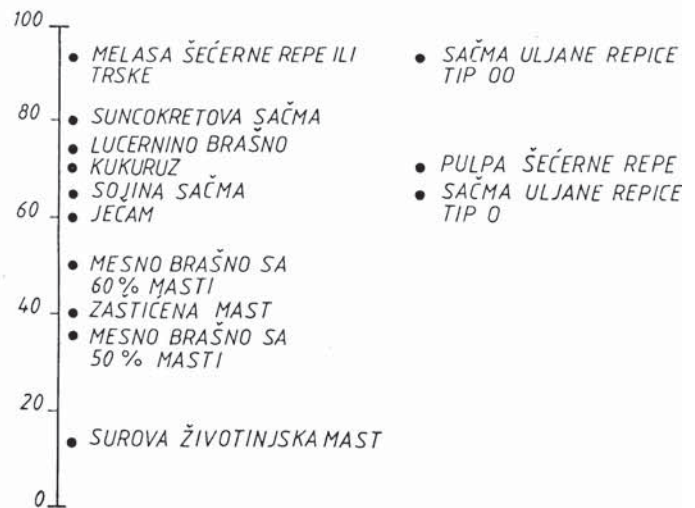 100
MELASA ŠEĆERNE REPE ILI
TRSKE
80
SUNCOKRETOVA SAČMA
LUCERNINO BRAŠNO
KUKURUZ
SOJINA SAČMA
60
JEČAM
MESNO BRAŠNO SA
60% MASTI
40
ZAŠTIĆENA MAST
MESNO BRAŠNO SA
50% MASTI
20
SUROVA ŽIVOTINJSKA MAST
0
SAČMA ULJANE REPICE
TIP 00
PULPA ŠEĆERNE REPE
SAČMA ULJANE REPICE
TIP 0